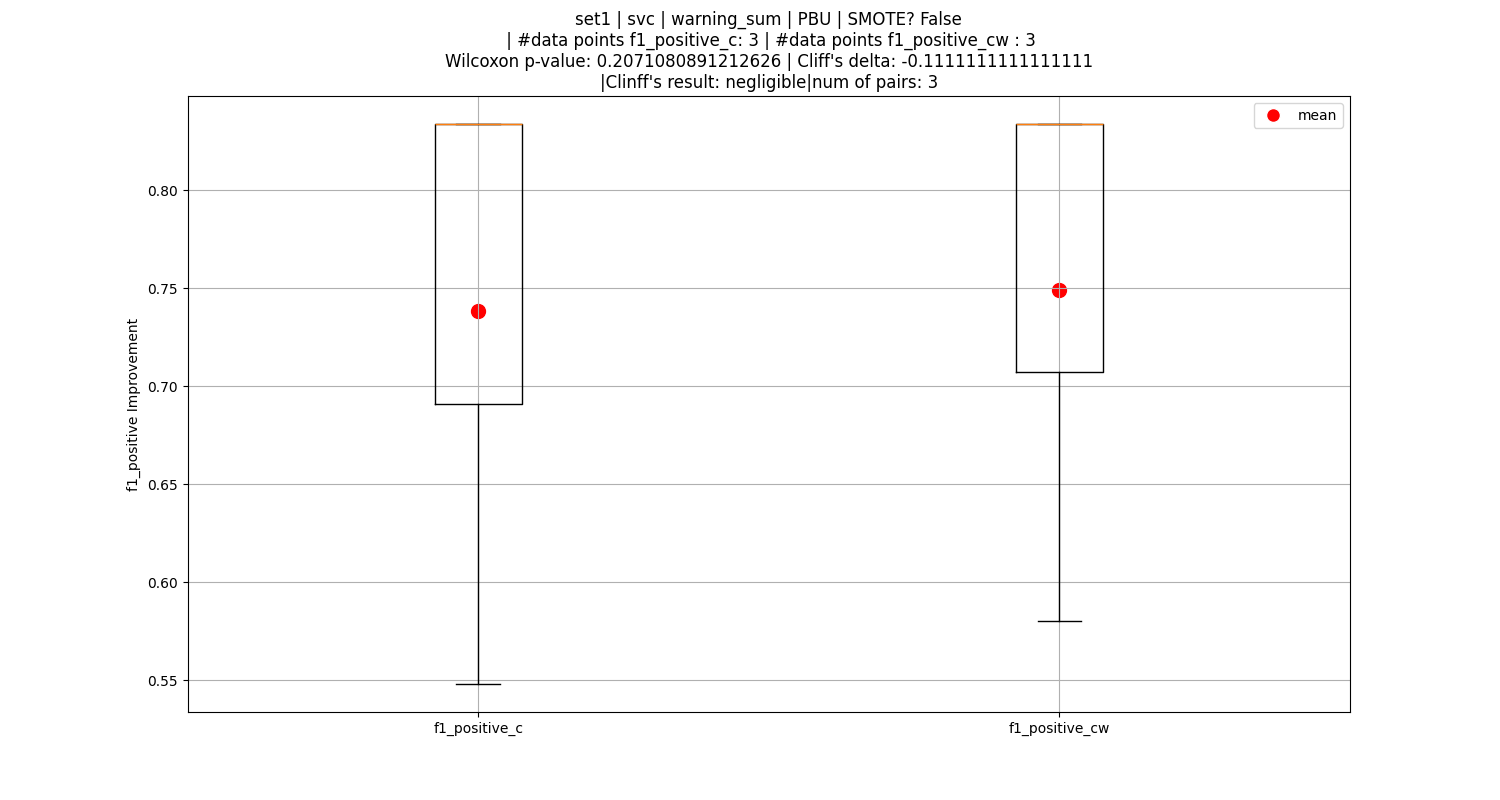 set1 | svc | warning_sum | PBU | SMOTE? False
| #data points f1_positive_c: 3 | #data points f1_positive_cw : 3
Wilcoxon p-value: 0.2071080891212626 | Cliff's delta: -0.1111111111111111
|Clinff's result: negligible|num of pairs: 3
mean
f1_positive Improvement
0.80
0.75
0.70
0.65
0.60
0.55
f1_positive_c
f1_positive_cw